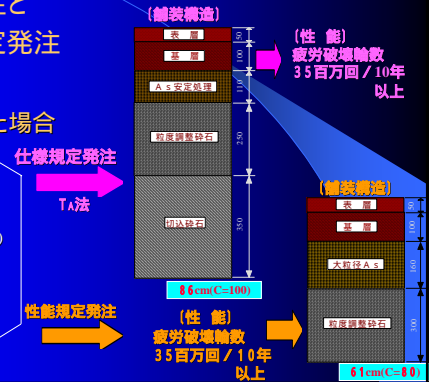 と
定発注
た場合
仕様規定発注
TA法
性能規定発注
(舗装構造)
表 層
基 層
As安定処理
粒度調整砕石
切込砕石
50
100
110
250
350
86cm(C=100)
(性 能)
疲労破壊輪数
35百万回/10年
以上
(性 能)
疲労破壊輪数
35百万回/10年
以上
(舗装構造)
表 層
基 層
大粒径As
粒度調整砕石
50
100
160
300
61cm(C=80)